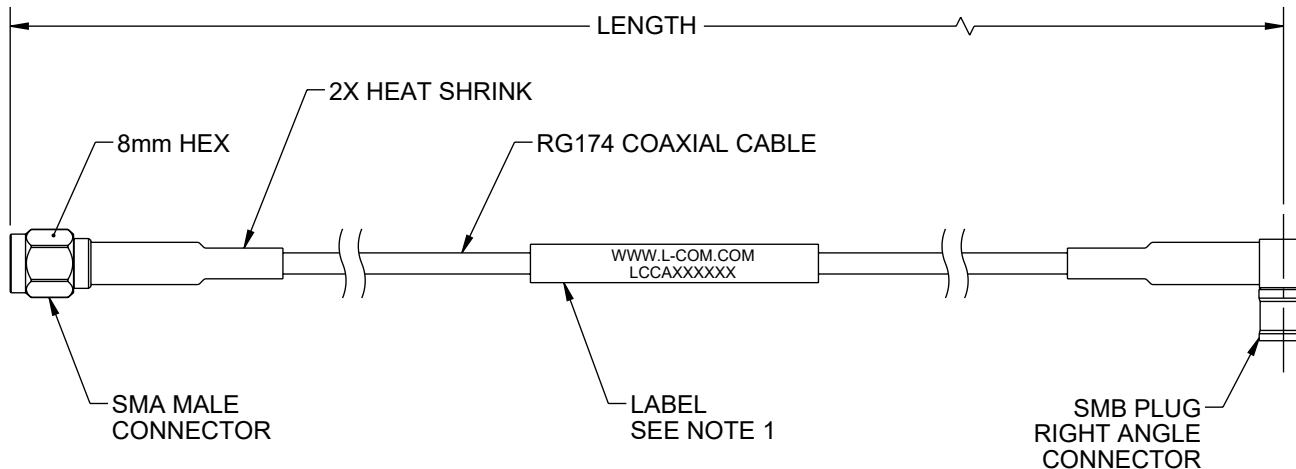 LENGTH
2X HEAT SHRINK
8mm HEX
RG174 COAXIAL CABLE
WWW.L-COM.COM
LCCAXXXXXX
SMA MALE
CONNECTOR
LABEL
SEE NOTE 1
SMB PLUG
RIGHT ANGLE
CONNECTOR